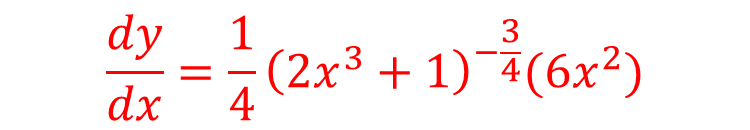 dy/dx = 1/4 (2x³ + 1)^(-3/4) (6x²)